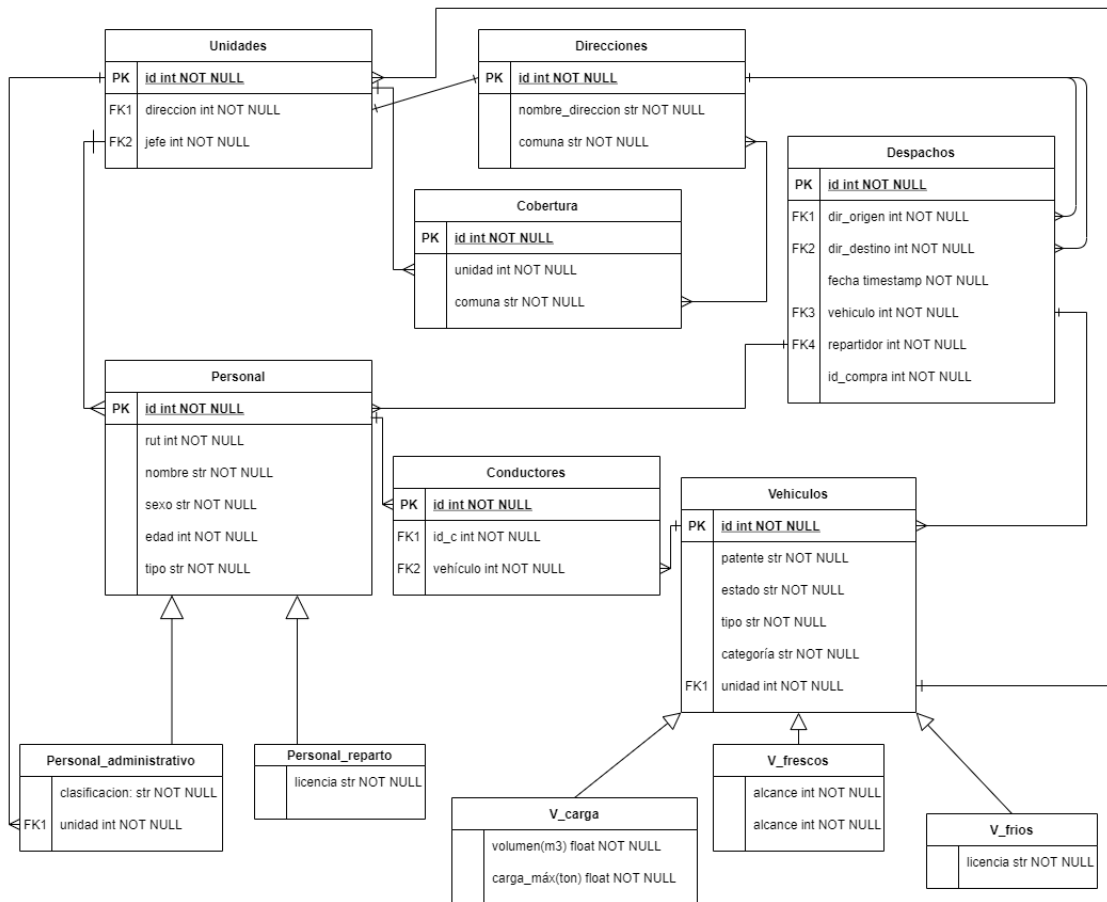 Unidades
PK id int NOT NULL
FK1 direccion int NOT NULL
FK2 jefe int NOT NULL
Direcciones
PK id int NOT NULL
nombre_direccion str NOT NULL
comuna str NOT NULL
Despachos
PK id int NOT NULL
FK1 dir_origen int NOT NULL
FK2 dir_destino int NOT NULL
fecha timestamp NOT NULL
FK3 vehiculo int NOT NULL
FK4 repartidor int NOT NULL
id_compra int NOT NULL
Cobertura
PK id int NOT NULL
unidad int NOT NULL
comuna str NOT NULL
Personal
PK id int NOT NULL
rut int NOT NULL
nombre str NOT NULL
sexo str NOT NULL
edad int NOT NULL
tipo str NOT NULL
Conductores
PK id int NOT NULL
FK1 id_c int NOT NULL
FK2 vehículo int NOT NULL
Vehiculos
PK id int NOT NULL
patente str NOT NULL
estado str NOT NULL
tipo str NOT NULL
categoría str NOT NULL
FK1 unidad int NOT NULL
Personal_administrativo
clasificacion: str NOT NULL
FK1 unidad int NOT NULL
Personal_reparto
licencia str NOT NULL
V_carga
volumen(m3) float NOT NULL
carga_máx(ton) float NOT NULL
V_frescos
alcance int NOT NULL
alcance int NOT NULL
V_frios
licencia str NOT NULL